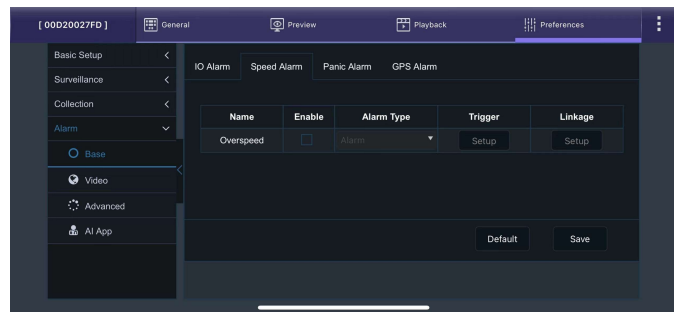 [ 00D20027FD ] General Preview Playback Preferences
Basic Setup
Surveillance
Collection
Alarm
Base
Video
Advanced
AI App
IO Alarm Speed Alarm Panic Alarm GPS Alarm
Name Enable Alarm Type Trigger Linkage
Overspeed Alarm Setup Setup
Default Save